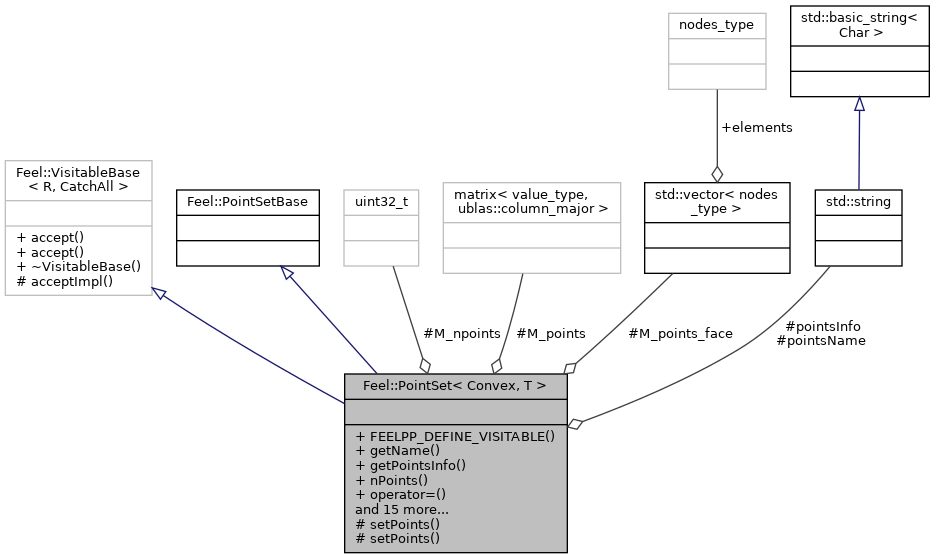 nodes_type
std::basic_string<
Char >
+elements
Feel::VisitableBase
< R, CatchAll >
+ accept()
+ accept()
+ ~VisitableBase()
# acceptImpl()
Feel::PointSetBase
uint32_t
matrix< value_type,
ublas::column_major >
std::vector< nodes
_type >
std::string
#M_npoints
#M_points
#M_points_face
#pointsInfo
#pointsName
Feel::PointSet< Convex, T >
+ FEELPP_DEFINE_VISITABLE()
+ getName()
+ getPointsInfo()
+ nPoints()
+ operator=()
and 15 more...
# setPoints()
# setPoints()